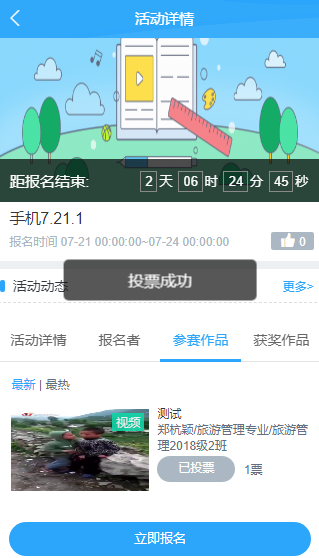 活动详情
距报名结束: 2 天 06 时 24 分 45 秒
手机7.21.1
报名时间 07-21 00:00:00~07-24 00:00:00
0
活动动态
更多>
投票成功
活动详情 报名者 参赛作品 获奖作品
最新 | 最热
视频
测试
郑杭颖/旅游管理专业/旅游管
理2018级2班
已投票 1票
立即报名